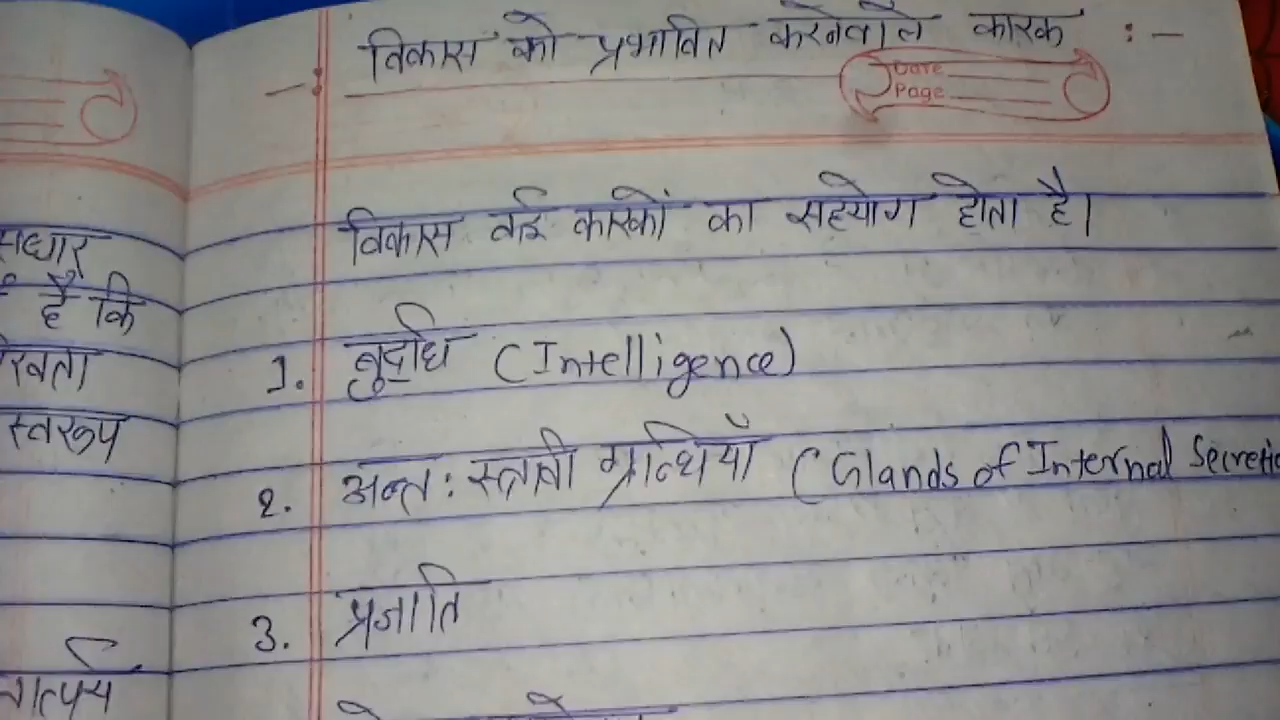 विकास को प्रभावित करनेवाले कारक :-
Date
Page
विकास कई कारकों का सहयोग होता है।
1. बुद्धि (Intelligence)
2. अन्त: स्त्रावी ग्रन्थियाँ (Glands of Internal Secretio
3. प्रजाति
है कि
स्वरूप